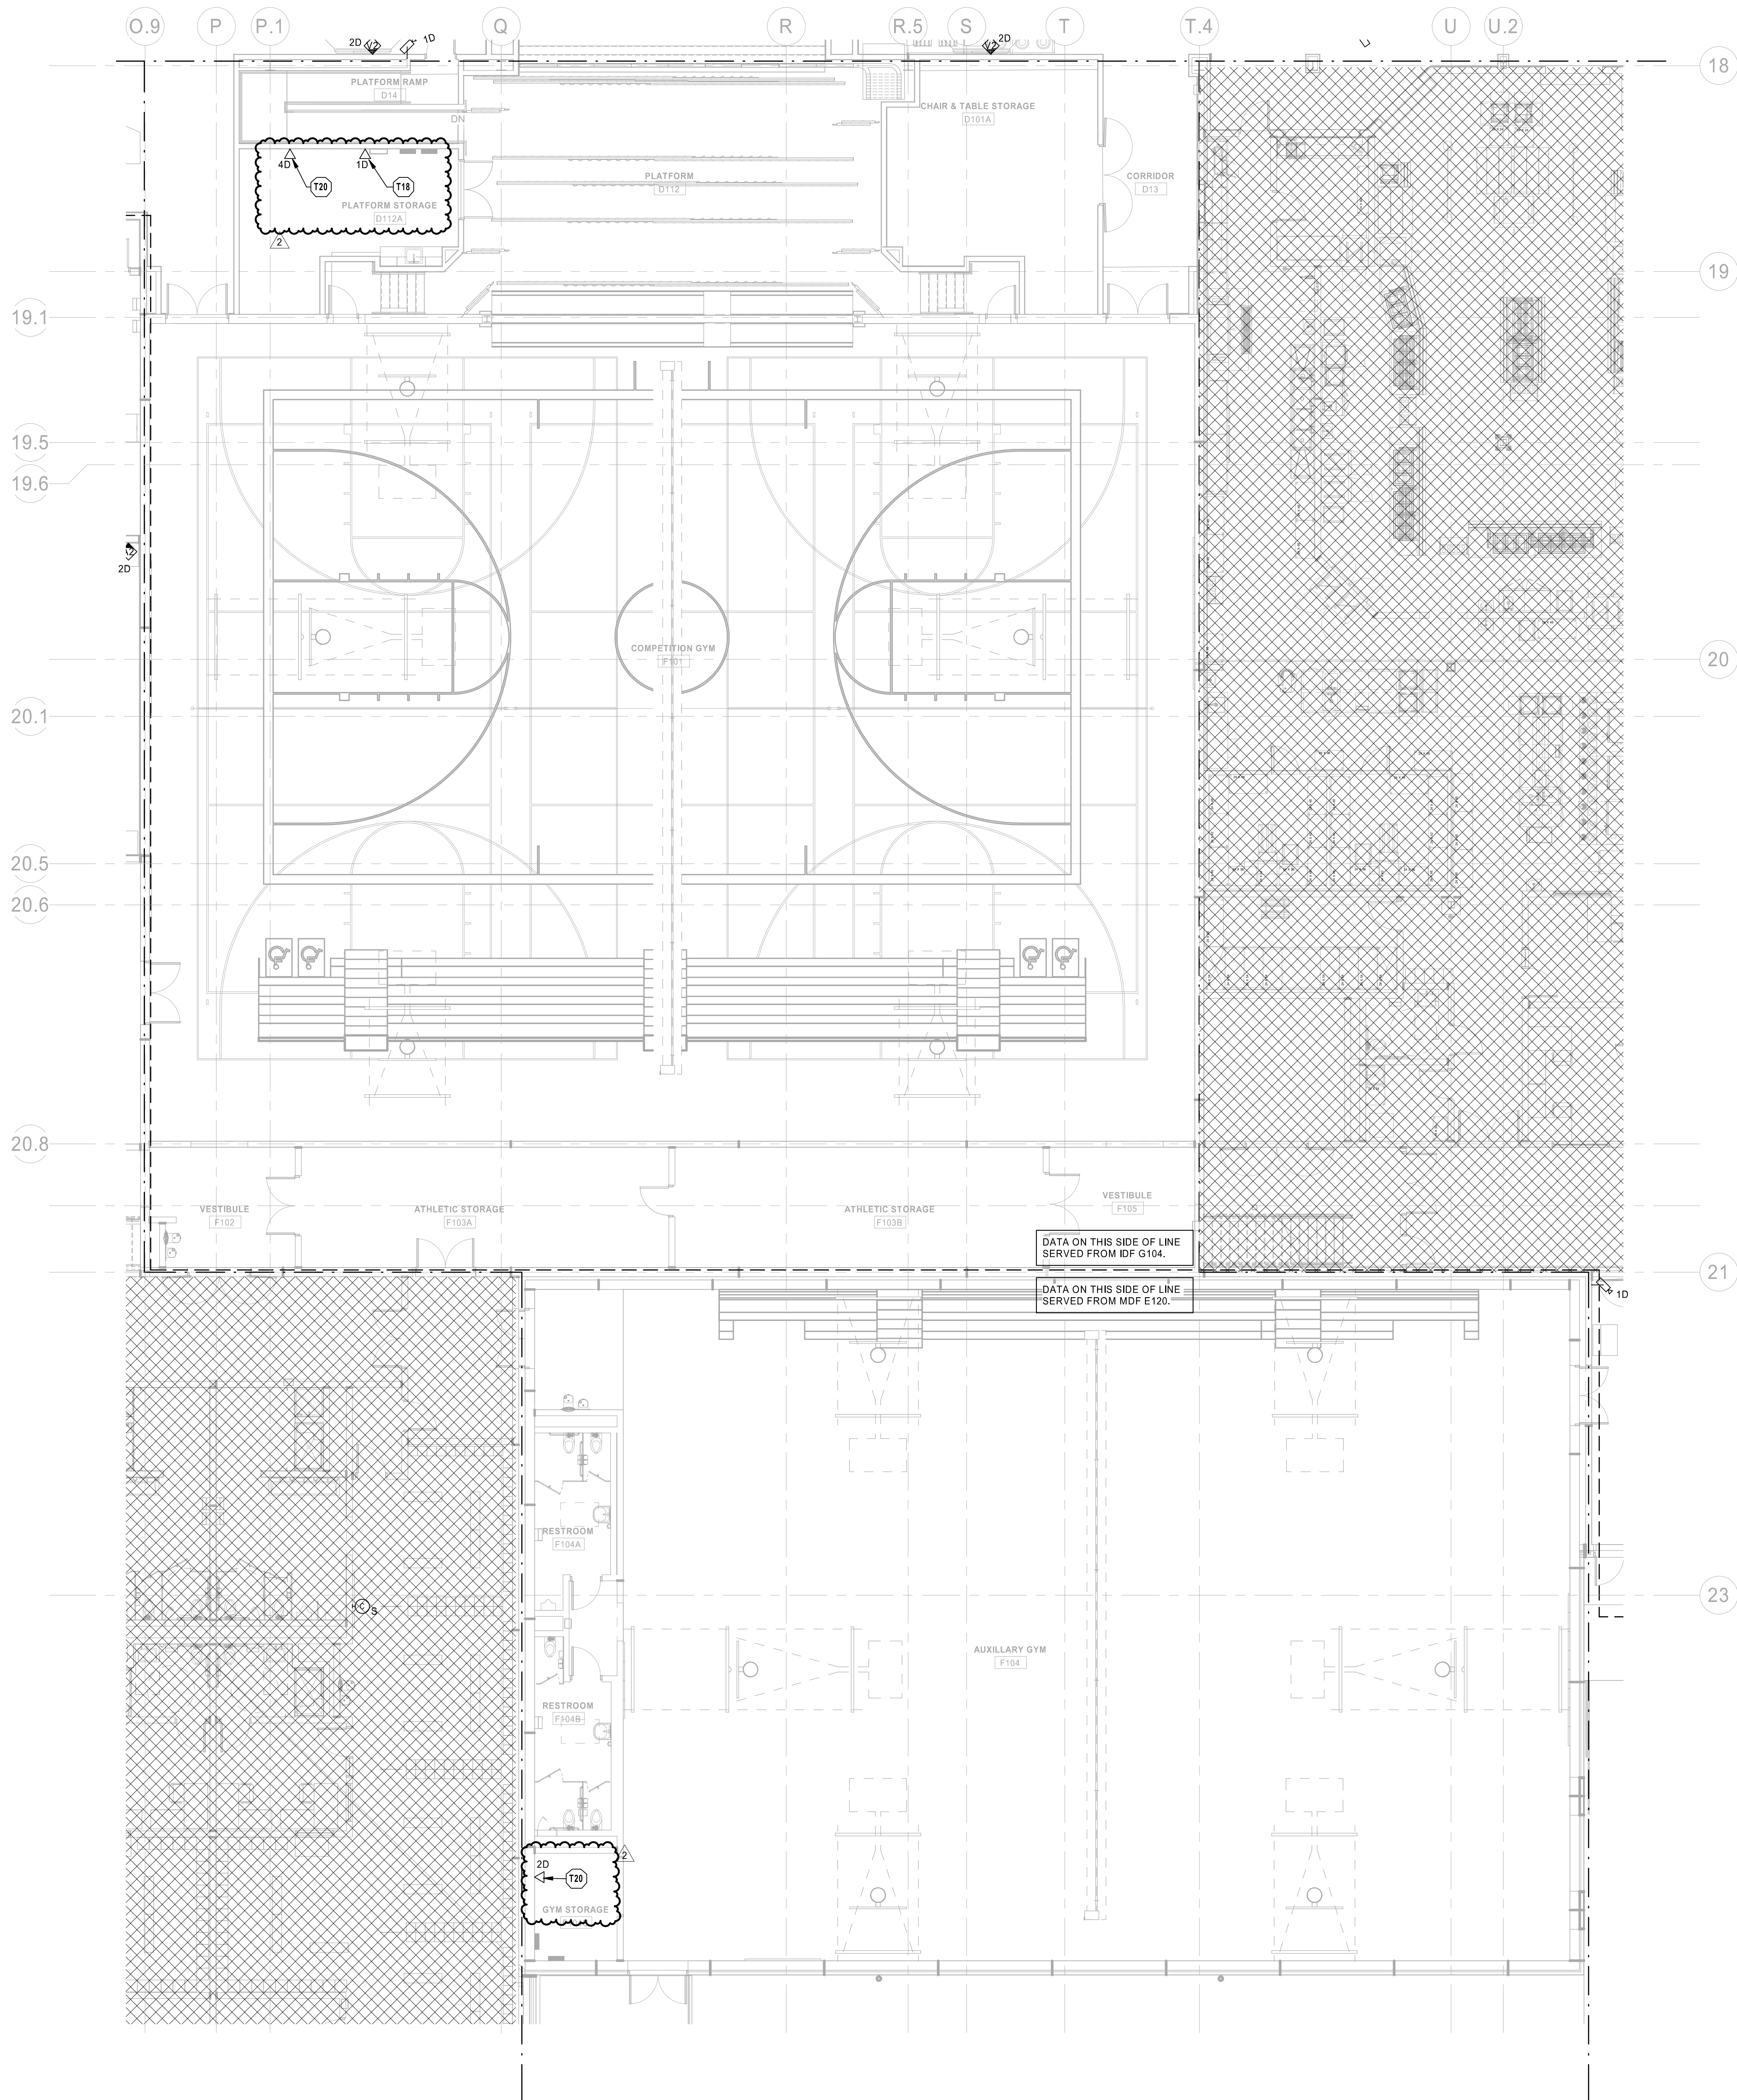 O.9 P P.1 Q R R.5 S T T.4 U U.2
2D V2 1D
V2 2D
18
PLATFORM RAMP
D14
DN
CHAIR & TABLE STORAGE
D101A
4D 1D
T20 T18
PLATFORM STORAGE
D112A
2
PLATFORM
D112
CORRIDOR
D13
19
19.1
19.5
19.6
V2
2D
COMPETITION GYM
F101
20
20.1
20.5
20.6
20.8
VESTIBULE
F102
ATHLETIC STORAGE
F103A
ATHLETIC STORAGE
F103B
VESTIBULE
F105
DATA ON THIS SIDE OF LINE
SERVED FROM IDF G104.
21
DATA ON THIS SIDE OF LINE
SERVED FROM MDF E120.
1D
RESTROOM
F104A
23
C S
AUXILLARY GYM
F104
RESTROOM
F104B
2
2D
T20
GYM STORAGE